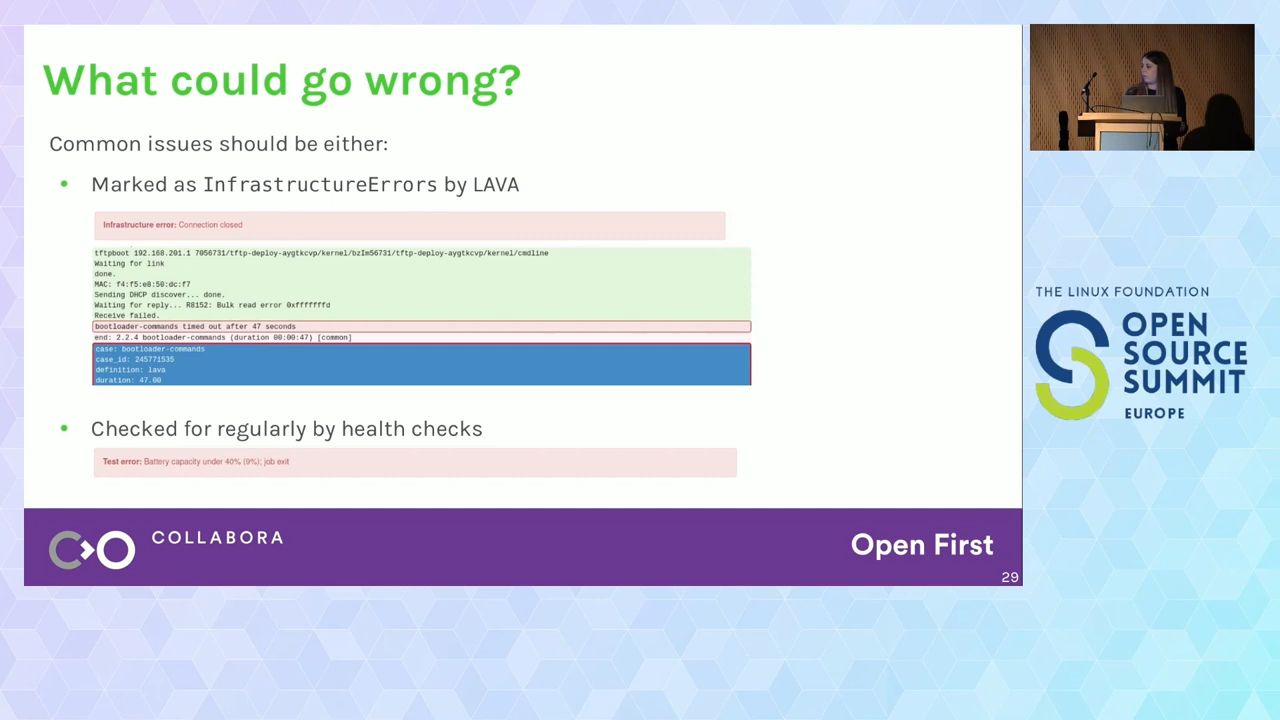 What could go wrong?
Common issues should be either:
• Marked as InfrastructureErrors by LAVA
Infrastructure error: Connection closed
tftpboot 192.168.201.1 7056731/tftp-deploy-aygtkcvp/kernel/bzIm56731/tftp-deploy-aygtkcvp/kernel/cmdline
Waiting for link
done.
MAC: f4:f5:e8:50:dc:f7
Sending DHCP discover... done.
Waiting for reply... R8152: Bulk read error 0xfffffffd
Receive failed.
bootloader-commands timed out after 47 seconds
end: 2.2.4 bootloader-commands (duration 00:00:47) [common]
case: bootloader-commands
case_id: 245771535
definition: lava
duration: 47.00
• Checked for regularly by health checks
Test error: Battery capacity under 40% (9%); job exit
COLLABORA
Open First
29
THE LINUX FOUNDATION
OPEN
SOURCE
SUMMIT
EUROPE